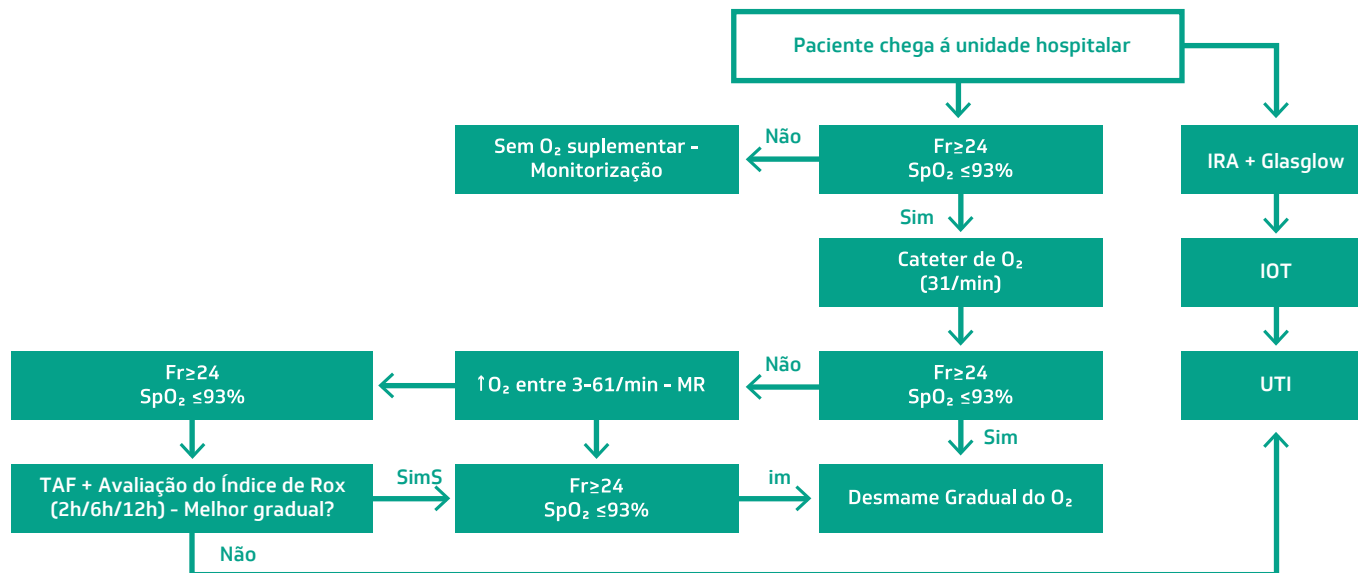 Paciente chega á unidade hospitalar
Sem O₂ suplementar -
Monitorização
Não
Fr≥24
SpO₂ ≤93%
IRA + Glasglow
Sim
Cateter de O₂
(31/min)
IOT
Fr≥24
SpO₂ ≤93%
↑O₂ entre 3-61/min - MR
Não
Fr≥24
SpO₂ ≤93%
UTI
Sim
TAF + Avaliação do Índice de Rox
(2h/6h/12h) - Melhor gradual?
SimS
Fr≥24
SpO₂ ≤93%
im
Desmame Gradual do O₂
Não